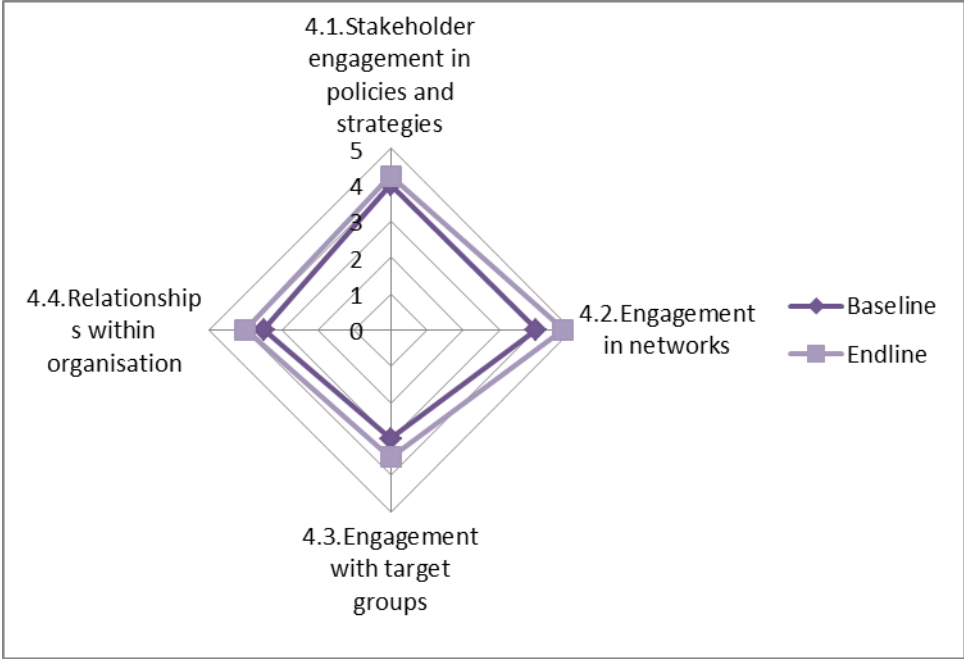 4.1.Stakeholder
engagement in
policies and
strategies
5
4
3
2
1
0
4.4.Relationship
s within
organisation
4.2.Engagement
in networks
Baseline
Endline
4.3.Engagement
with target
groups